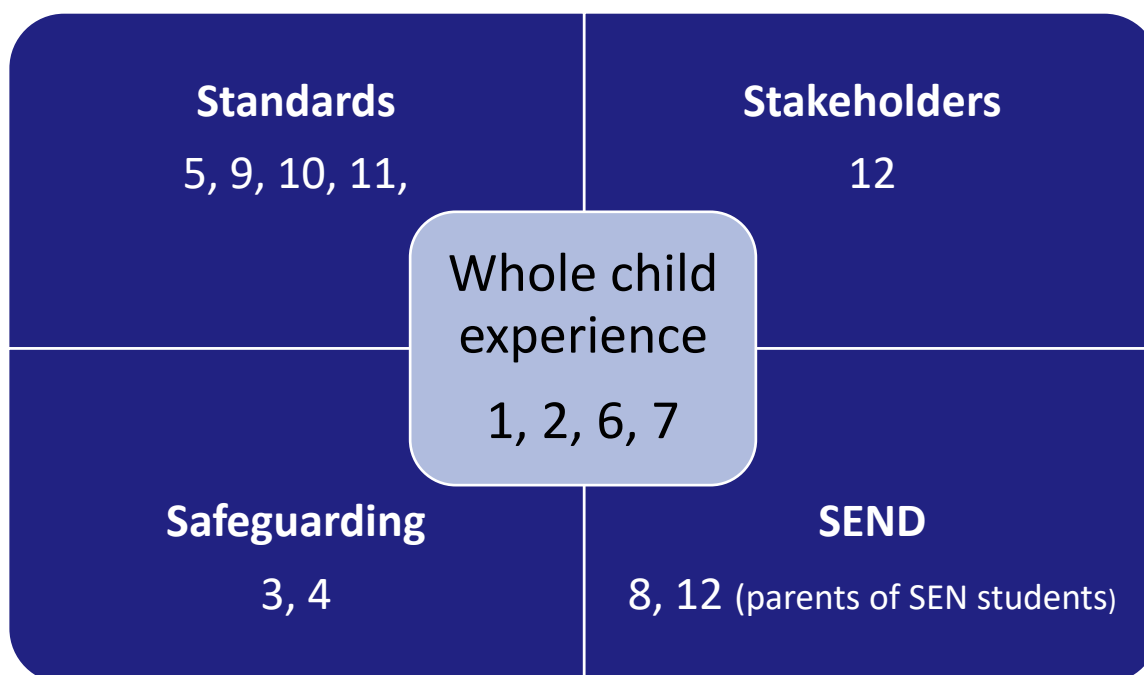 Standards
5, 9, 10, 11,
Stakeholders
12
Whole child
experience
1, 2, 6, 7
Safeguarding
3, 4
SEND
8, 12 (parents of SEN students)